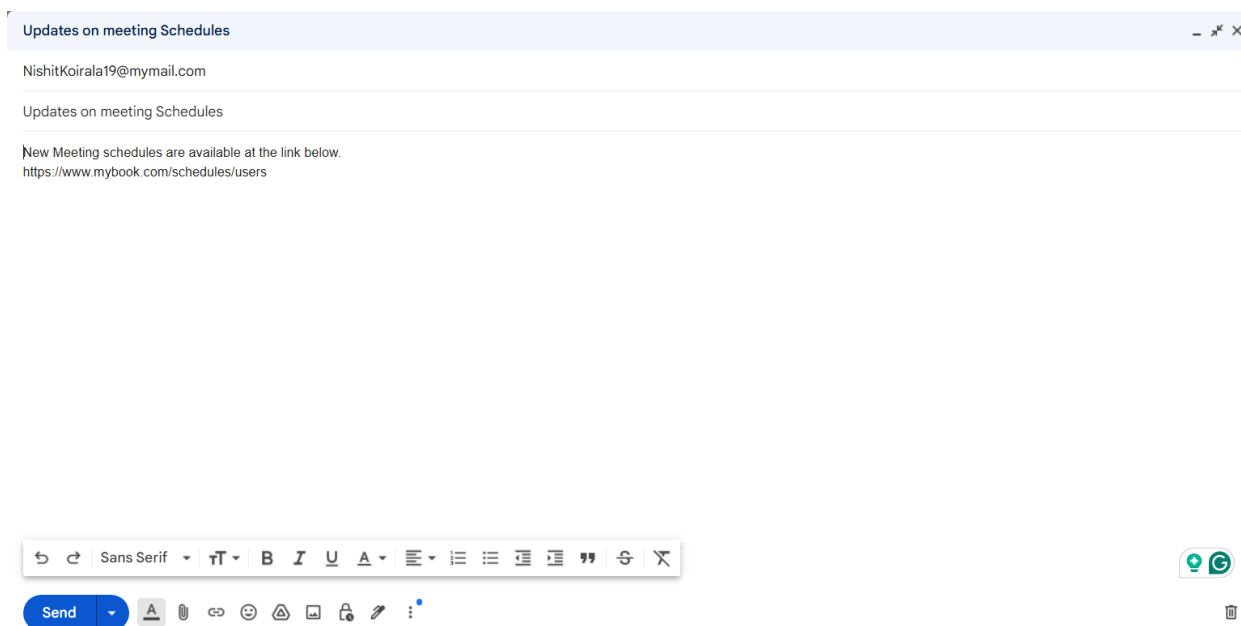 Updates on meeting Schedules
NishitKoirala19@mymail.com
Updates on meeting Schedules
New Meeting schedules are available at the link below.
https://www.mybook.com/schedules/users
Sans Serif
Send